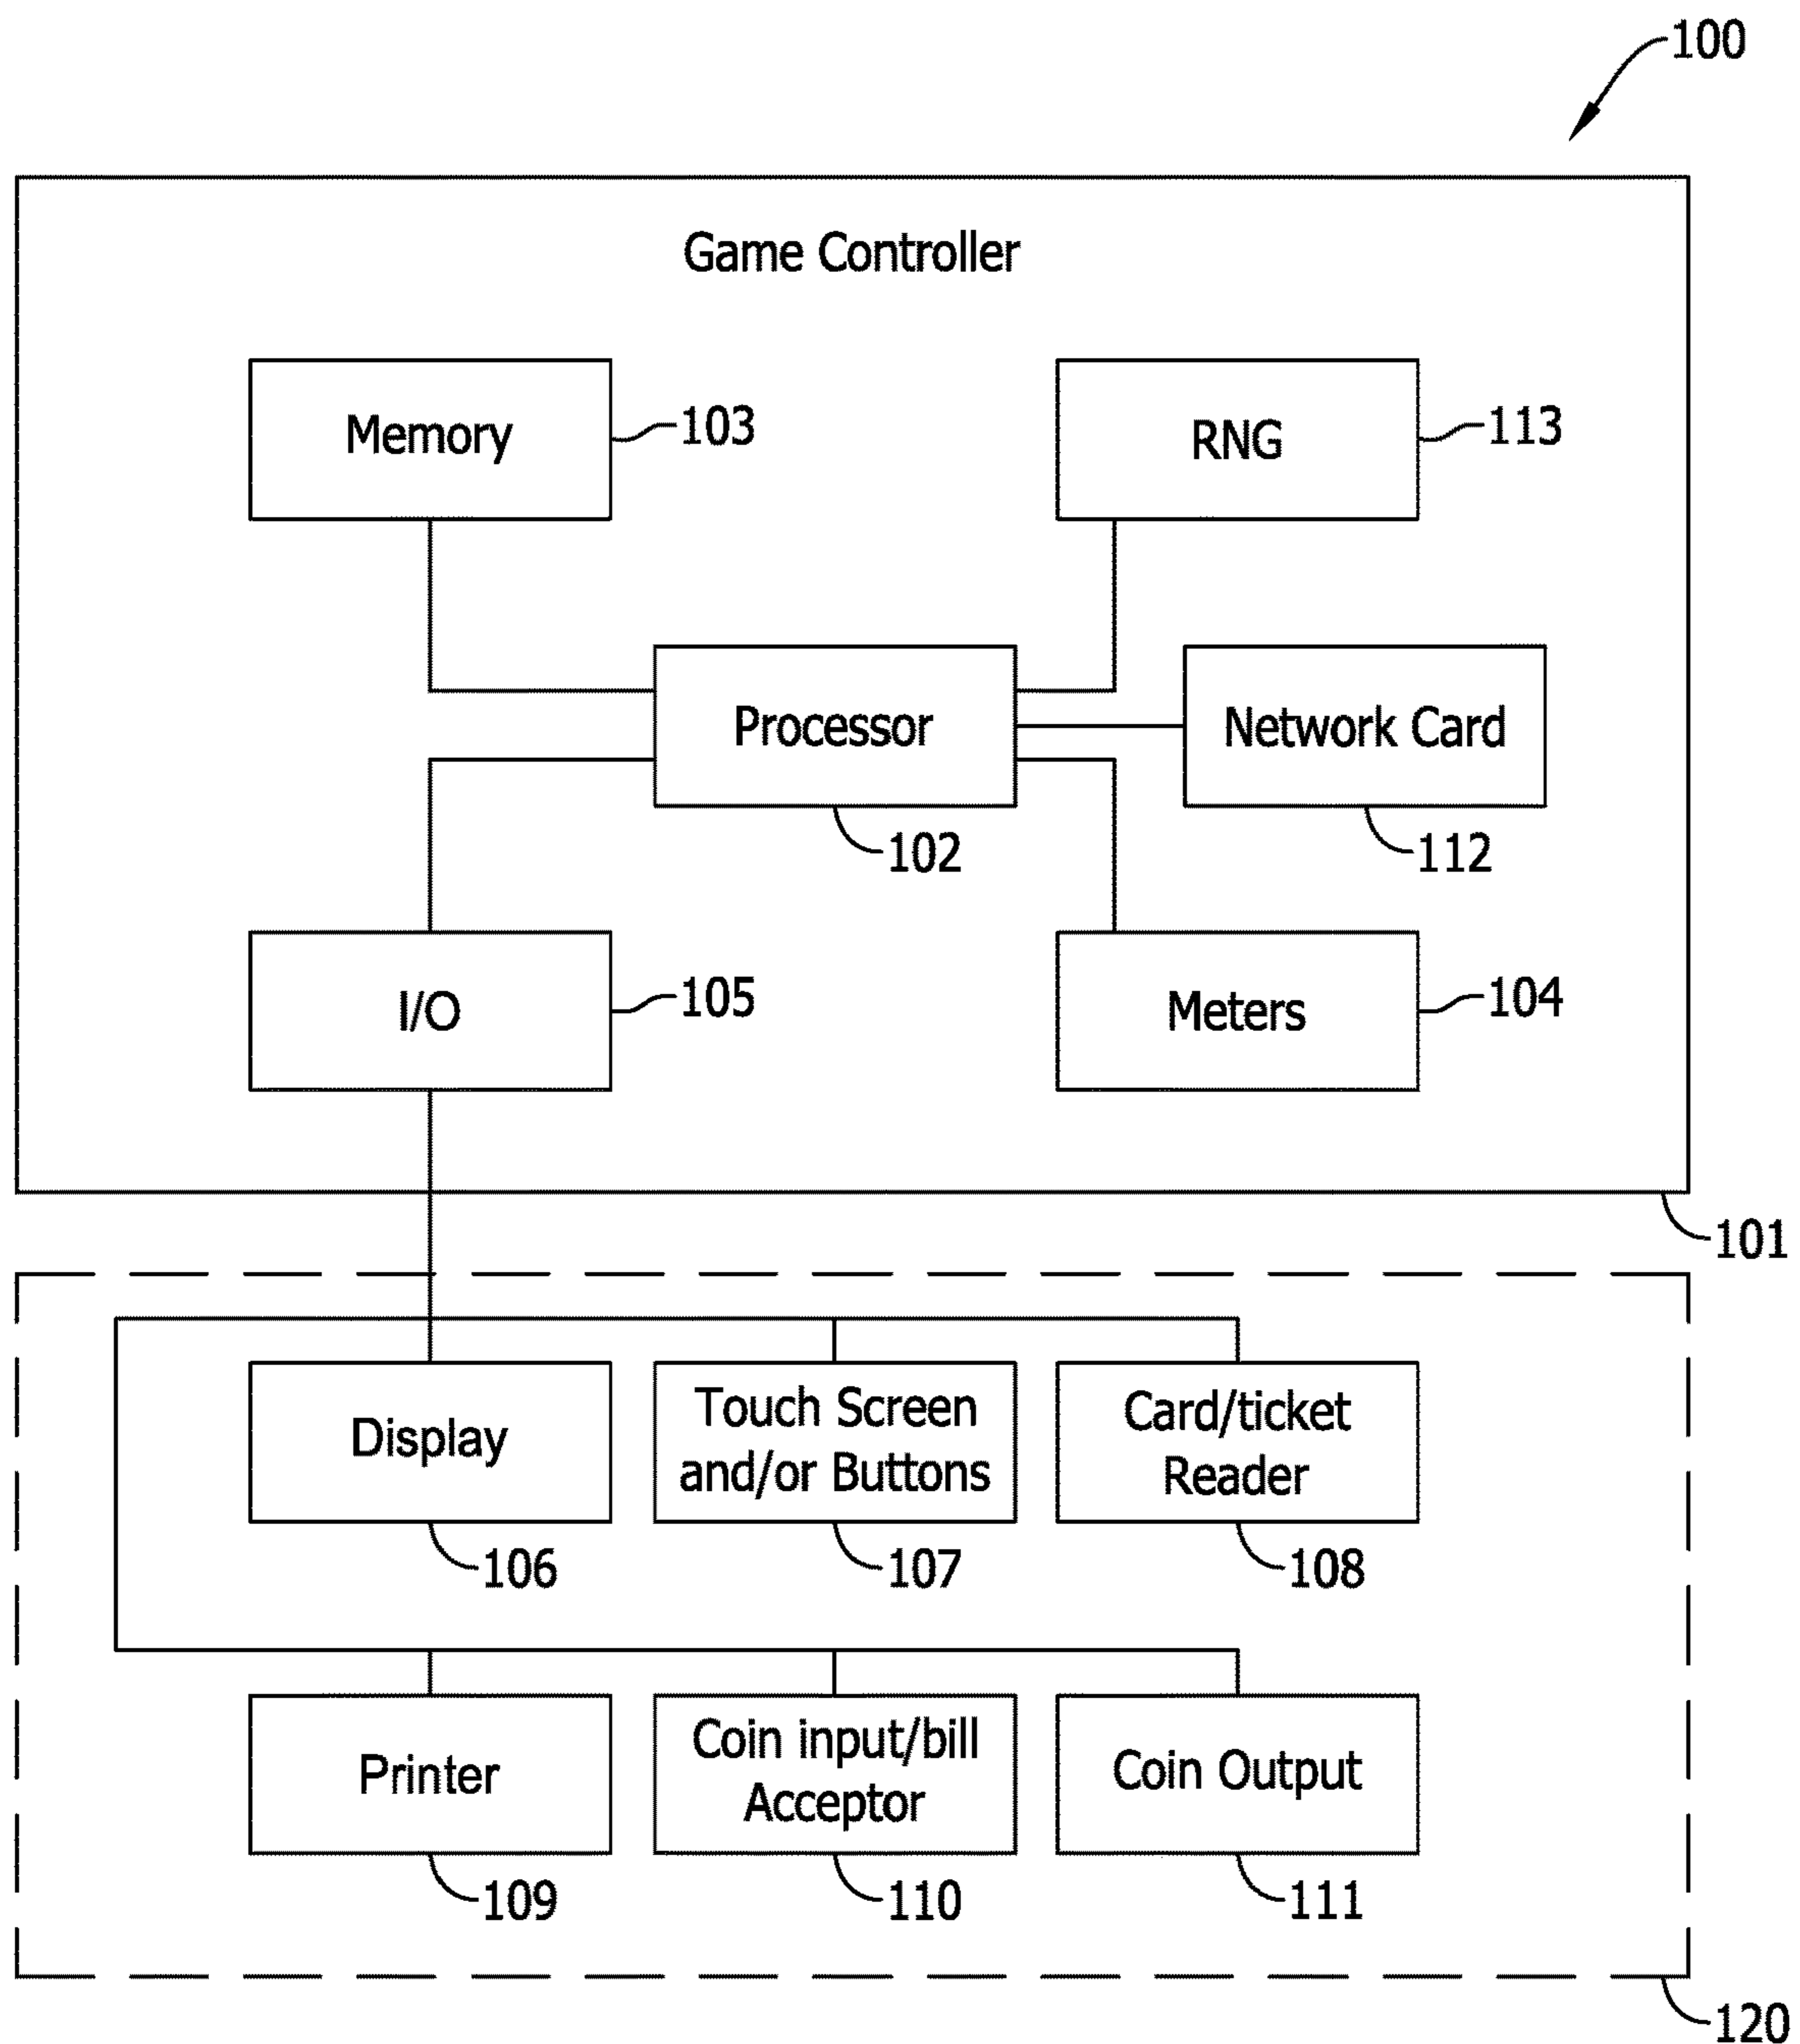 100
Game Controller
Memory
103
RNG
113
Processor
102
Network Card
112
I/O
105
Meters
104
101
Display
106
Touch Screen
and/or Buttons
107
Card/ticket
Reader
108
Printer
109
Coin input/bill
Acceptor
110
Coin Output
111
120